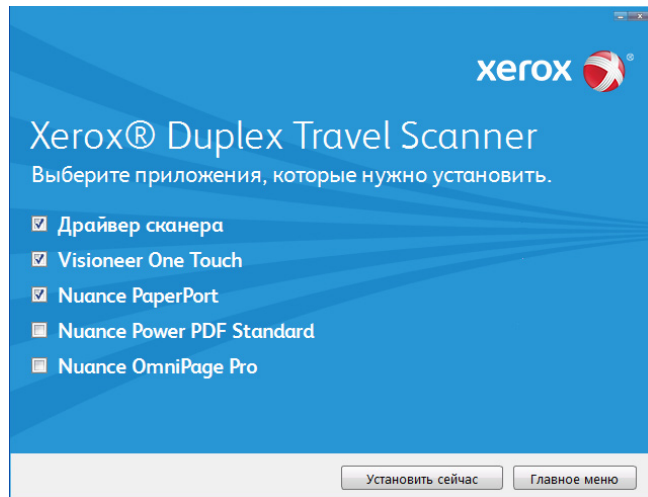 xerox ®
Xerox® Duplex Travel Scanner
Выберите приложения, которые нужно установить.
Драйвер сканера
Visioneer One Touch
Nuance PaperPort
Nuance Power PDF Standard
Nuance OmniPage Pro
Установить сейчас
Главное меню